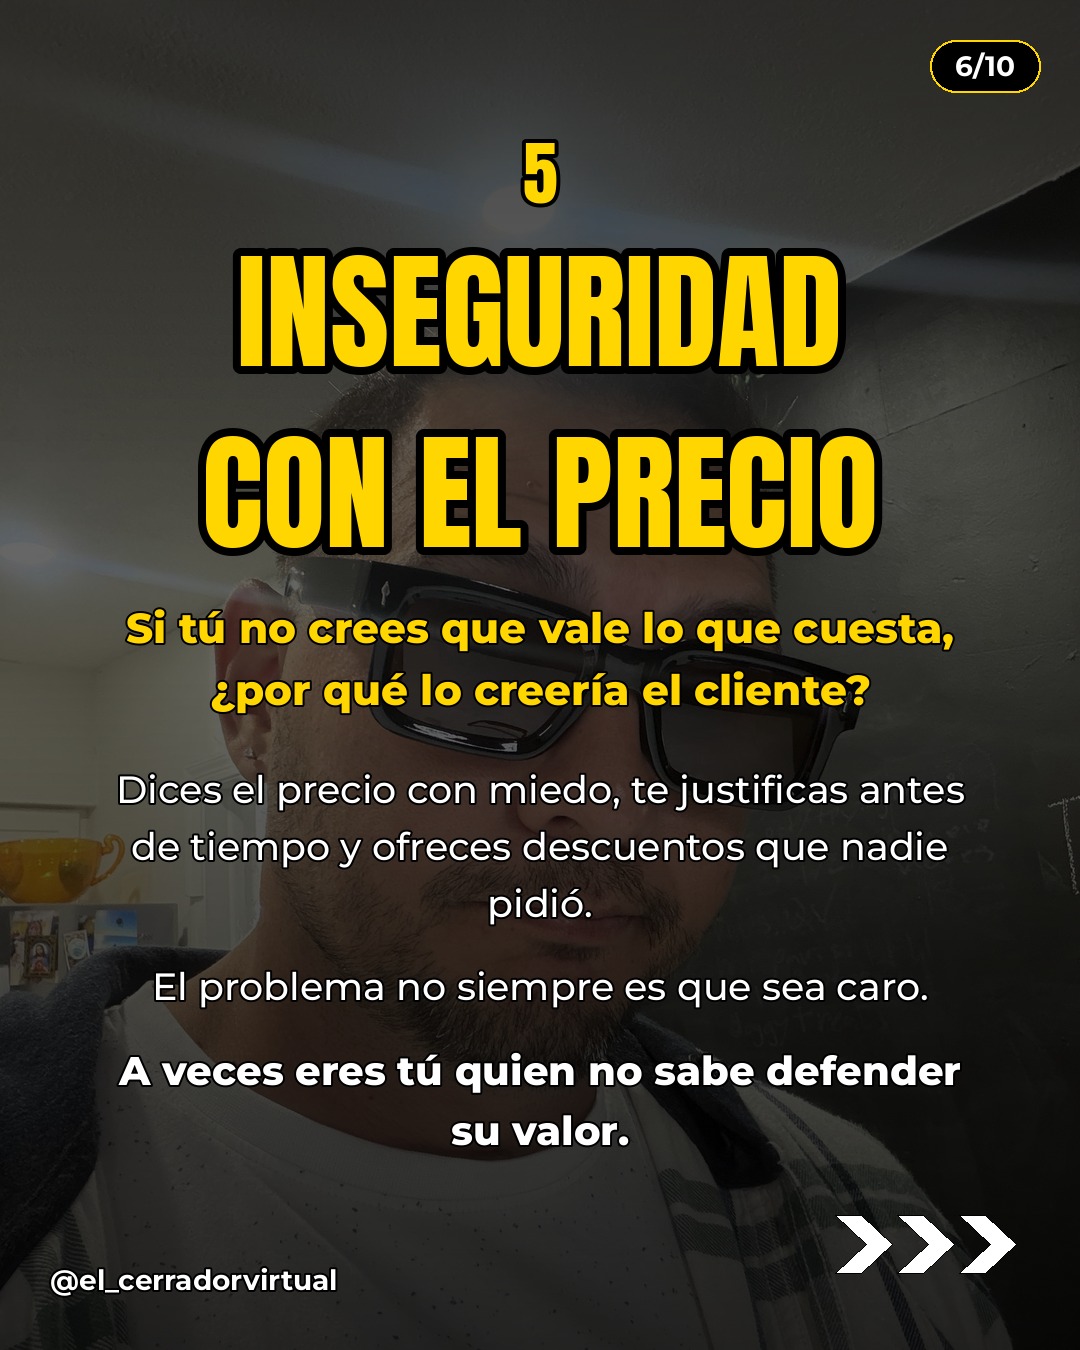 6/10
5
INSEGURIDAD
CON EL PRECIO
Si tú no crees que vale lo que cuesta,
¿por qué lo creería el cliente?
Dices el precio con miedo, te justificas antes
de tiempo y ofreces descuentos que nadie
pidió.
El problema no siempre es que sea caro.
A veces eres tú quien no sabe defender
su valor.
@el_cerradorvirtual